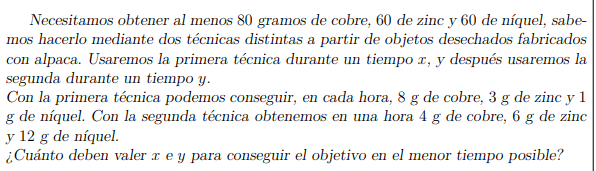 Necesitamos obtener al menos 80 gramos de cobre, 60 de zinc y 60 de níquel, sabe-
mos hacerlo mediante dos técnicas distintas a partir de objetos desechados fabricados
con alpaca. Usaremos la primera técnica durante un tiempo x, y después usaremos la
segunda durante un tiempo y.
Con la primera técnica podemos conseguir, en cada hora, 8 g de cobre, 3 g de zinc y 1
g de níquel. Con la segunda técnica obtenemos en una hora 4 g de cobre, 6 g de zinc
y 12 g de níquel.
¿Cuánto deben valer x e y para conseguir el objetivo en el menor tiempo posible?